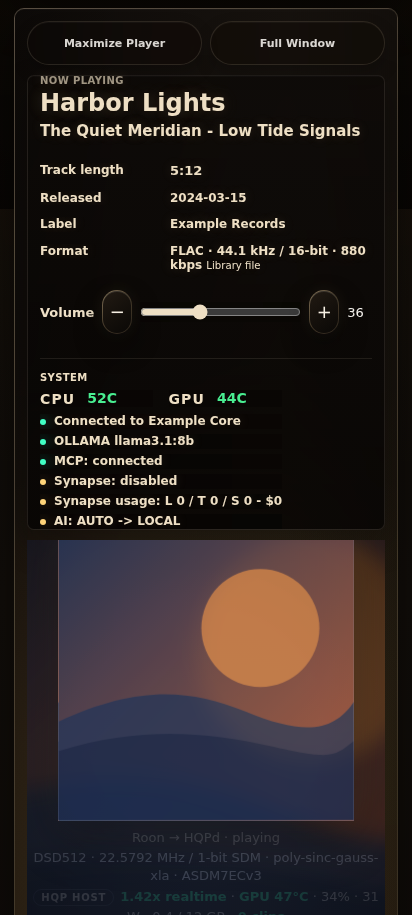 Maximize Player
Full Window
NOW PLAYING
Harbor Lights
The Quiet Meridian - Low Tide Signals
Track length 5:12
Released 2024-03-15
Label Example Records
Format FLAC · 44.1 kHz / 16-bit · 880
kbps Library file
Volume − + 36
SYSTEM
CPU 52C GPU 44C
Connected to Example Core
OLLAMA llama3.1:8b
MCP: connected
Synapse: disabled
Synapse usage: L 0 / T 0 / S 0 - $0
AI: AUTO -> LOCAL
Roon → HQPd · playing
DSD512 · 22.5792 MHz / 1-bit SDM · poly-sinc-gauss-
xla · ASDM7ECv3
HQP HOST 1.42x realtime · GPU 47°C · 34% · 31